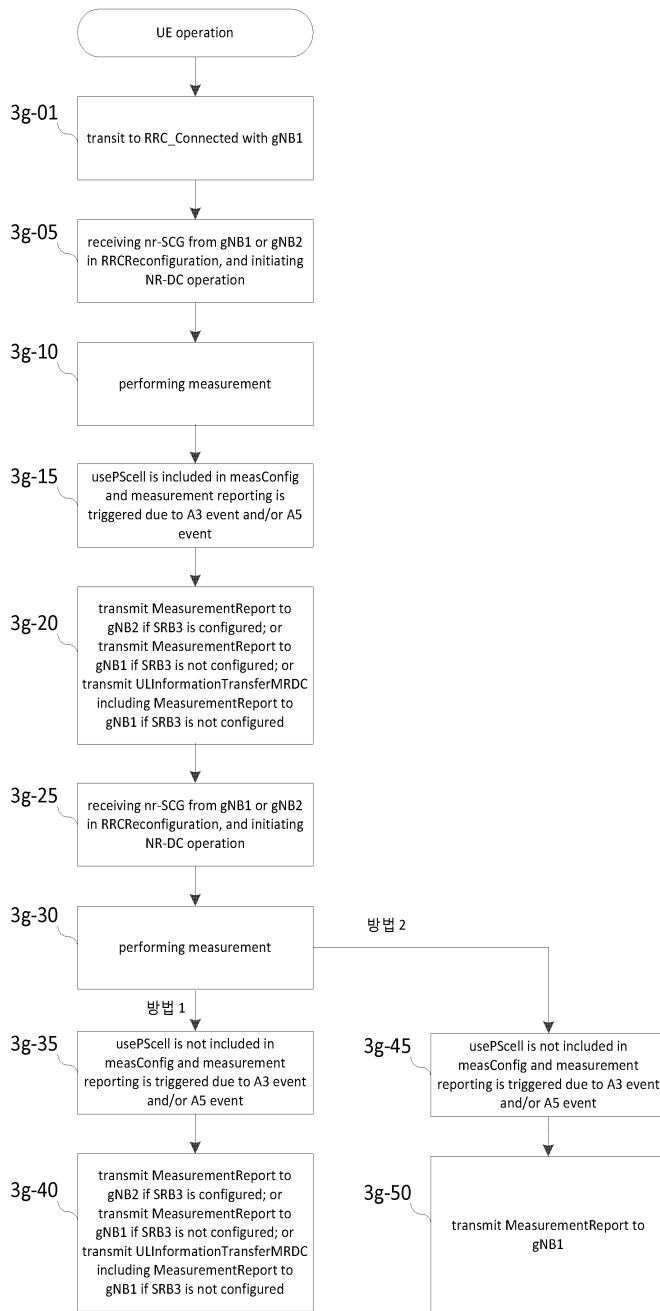 UE operation
3g-01
transit to RRC_Connected with gNB1
3g-05
receiving nr-SCG from gNB1 or gNB2
in RRCReconfiguration, and initiating
NR-DC operation
3g-10
performing measurement
3g-15
usePScell is included in measConfig
and measurement reporting is
triggered due to A3 event and/or A5
event
3g-20
transmit MeasurementReport to
gNB2 if SRB3 is configured; or
transmit MeasurementReport to
gNB1 if SRB3 is not configured; or
transmit ULInformationTransferMRDC
including MeasurementReport to
gNB1 if SRB3 is not configured
3g-25
receiving nr-SCG from gNB1 or gNB2
in RRCReconfiguration, and initiating
NR-DC operation
3g-30
performing measurement
방법 2
방법 1
3g-35
usePScell is not included in
measConfig and measurement
reporting is triggered due to A3 event
and/or A5 event
3g-45
usePScell is not included in
measConfig and measurement
reporting is triggered due to A3 event
and/or A5 event
3g-40
transmit MeasurementReport to
gNB2 if SRB3 is configured; or
transmit MeasurementReport to
gNB1 if SRB3 is not configured; or
transmit ULInformationTransferMRDC
including MeasurementReport to
gNB1 if SRB3 is not configured
3g-50
transmit MeasurementReport to
gNB1